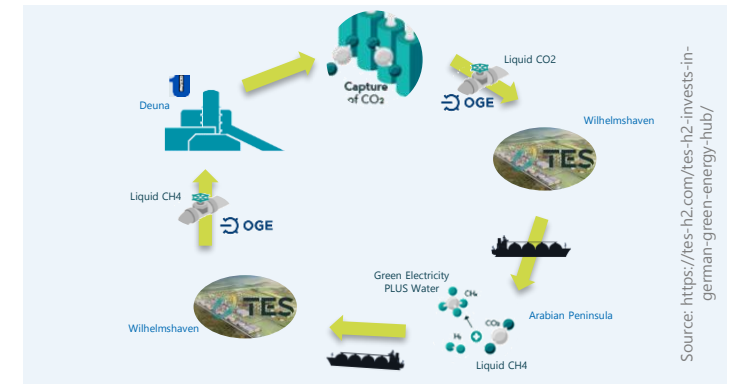 Capture
of CO₂
Liquid CO2
OGE
Wilhelmshaven
TES
Deuna
Liquid CH4
OGE
Green Electricity
PLUS Water
CH₄
H₂
CO₂
Arabian Peninsula
Liquid CH4
TES
Wilhelmshaven
Source: https://tes-h2.com/tes-h2-invests-in-
german-green-energy-hub/